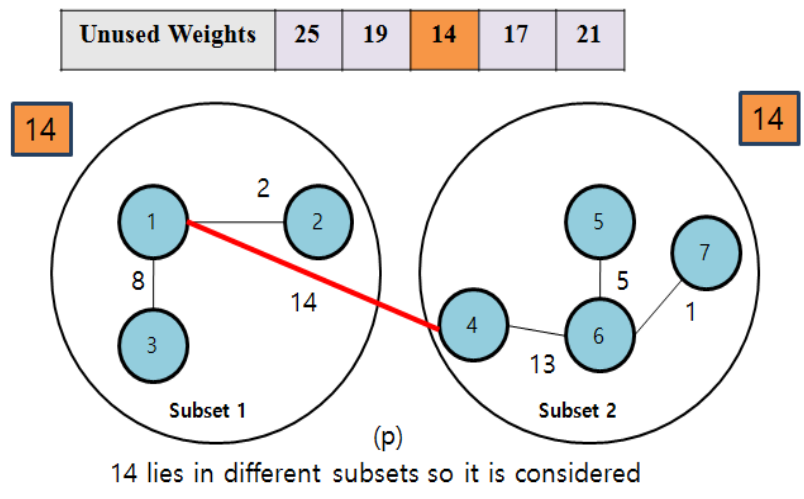 Unused Weights 25 19 14 17 21
14 14
2
1 2 5 7
8 5
14 1
3 4 6
13
Subset 1 Subset 2
(p)
14 lies in different subsets so it is considered